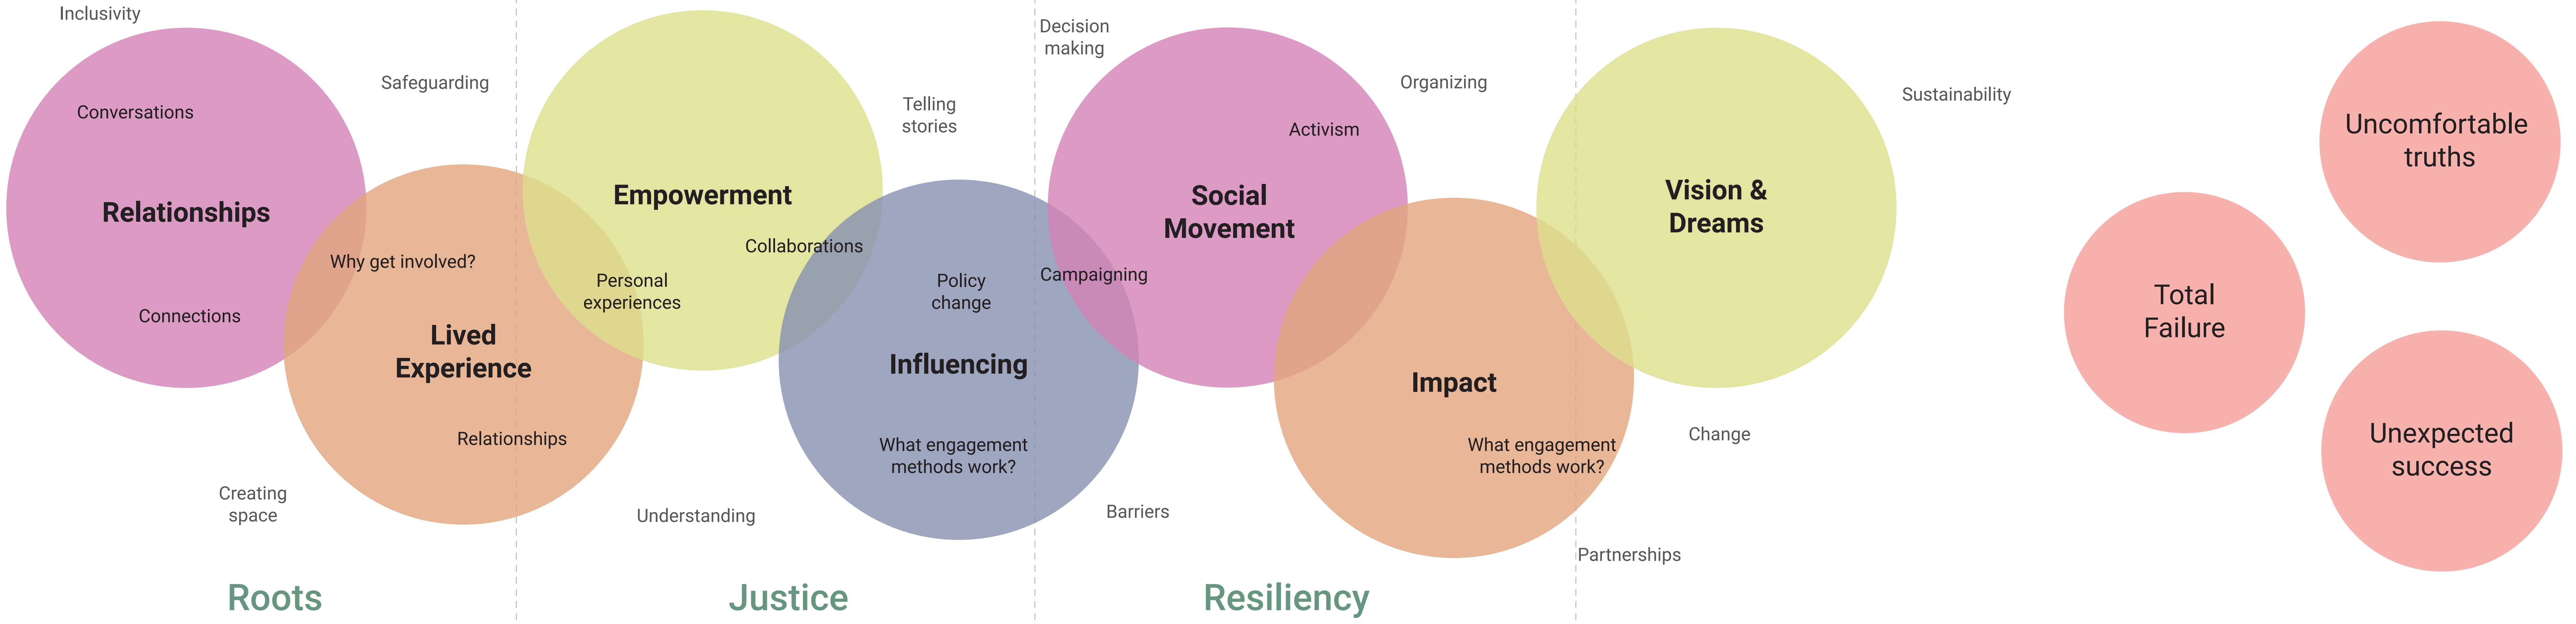 Inclusivity
Conversations
Relationships
Connections
Safeguarding
Why get involved?
Lived
Experience
Relationships
Creating
space
Roots
Empowerment
Collaborations
Personal
experiences
Understanding
Telling
stories
Policy
change
Influencing
What engagement
methods work?
Justice
Decision
making
Campaigning
Social
Movement
Activism
Organizing
Barriers
Impact
What engagement
methods work?
Resiliency
Partnerships
Vision &
Dreams
Change
Sustainability
Total
Failure
Uncomfortable
truths
Unexpected
success